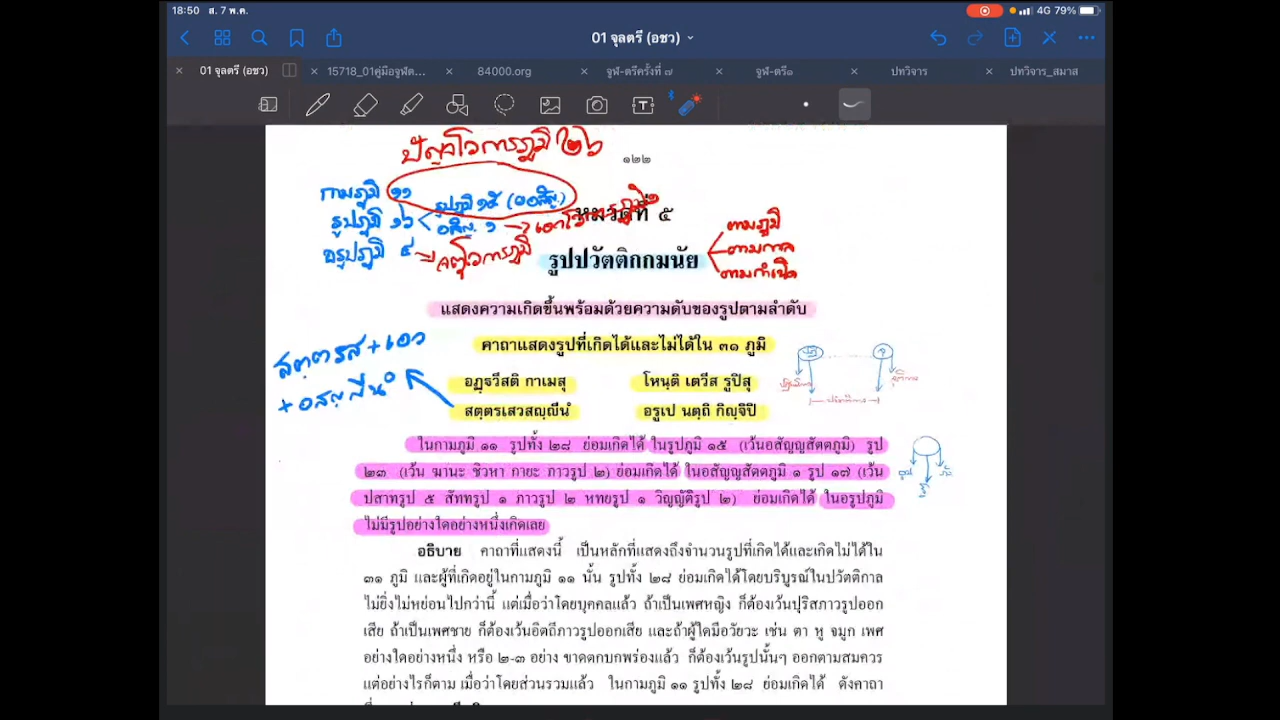 18:50 ส. 7 พ.ค.
4G 79%
01 จุลตรี (อชว)
01 จุลตรี (อชว)
15718_01คู่มือจูฬัต...
84000.org
จูฬ-ตรีครั้งที่ ๗
จูฬ-ตรี๑
ปทวิจาร
ปทวิจาร_สมาส
ปัญจโวการภูมิ ๒๖
๑๒๒
กามภูมิ ๑๑
รูปภูมิ ๑๕
รูปภูมิ ๑๖
หมวดที่ ๕
อรูปภูมิ ๔
จตุโวการภูมิ
ตามภูมิ
ตามกาล
ตามกำเนิด
รูปปวัตติกกมนัย
แสดงความเกิดขึ้นพร้อมด้วยความดับของรูปตามลำดับ
คาถาแสดงรูปที่เกิดได้และไม่ได้ใน ๓๑ ภูมิ
สตฺตรส+เอว
+ อสญฺญีนํ
อฏฺฐวีสติ กาเมสุ โหนฺติ เตวีส รูปิสุ
สตฺตรเสวสญฺญีนํ อรูเป นตฺถิ กิญฺจิปิ
ในกามภูมิ ๑๑ รูปทั้ง ๒๘ ย่อมเกิดได้ ในรูปภูมิ ๑๕ (เว้นอสัญญสัตตภูมิ) รูป
๒๓ (เว้น ฆานะ ชิวหา กายะ ภาวรูป ๒) ย่อมเกิดได้ ในอสัญญสัตตภูมิ ๑ รูป ๑๗ (เว้น
ปสาทรูป ๕ สัททรูป ๑ ภาวรูป ๒ หทยรูป ๑ วิญญัติรูป ๒) ย่อมเกิดได้ ในอรูปภูมิ
ไม่มีรูปอย่างใดอย่างหนึ่งเกิดเลย
อธิบาย คาถาที่แสดงนี้ เป็นหลักที่แสดงถึงจำนวนรูปที่เกิดได้และเกิดไม่ได้ใน
๓๑ ภูมิ และผู้ที่เกิดอยู่ในกามภูมิ ๑๑ นั้น รูปทั้ง ๒๘ ย่อมเกิดได้โดยบริบูรณ์ในปวัตติกาล
ไม่ยิ่งไม่หย่อนไปกว่านี้ แต่เมื่อว่าโดยบุคคลแล้ว ถ้าเป็นเพศหญิง ก็ต้องเว้นปุริสภาวรูปออก
เสีย ถ้าเป็นเพศชาย ก็ต้องเว้นอิตถีภาวรูปออกเสีย และถ้าผู้ใดมีอวัยวะ เช่น ตา หู จมูก เพศ
อย่างใดอย่างหนึ่ง หรือ ๒-๓ อย่าง ขาดตกบกพร่องแล้ว ก็ต้องเว้นรูปนั้นๆ ออกตามสมควร
แต่อย่างไรก็ตาม เมื่อว่าโดยส่วนรวมแล้ว ในกามภูมิ ๑๑ รูปทั้ง ๒๘ ย่อมเกิดได้ ดังคาถา